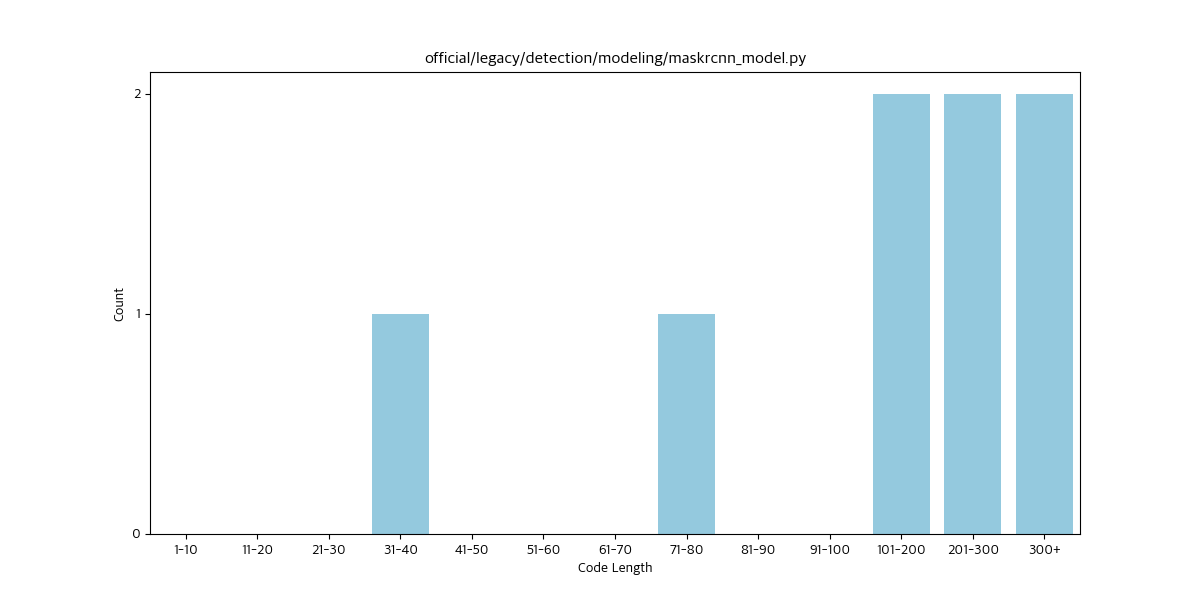 official/legacy/detection/modeling/maskrcnn_model.py
Count
2
1
0
1-10 11-20 21-30 31-40 41-50 51-60 61-70 71-80 81-90 91-100 101-200 201-300 300+
Code Length